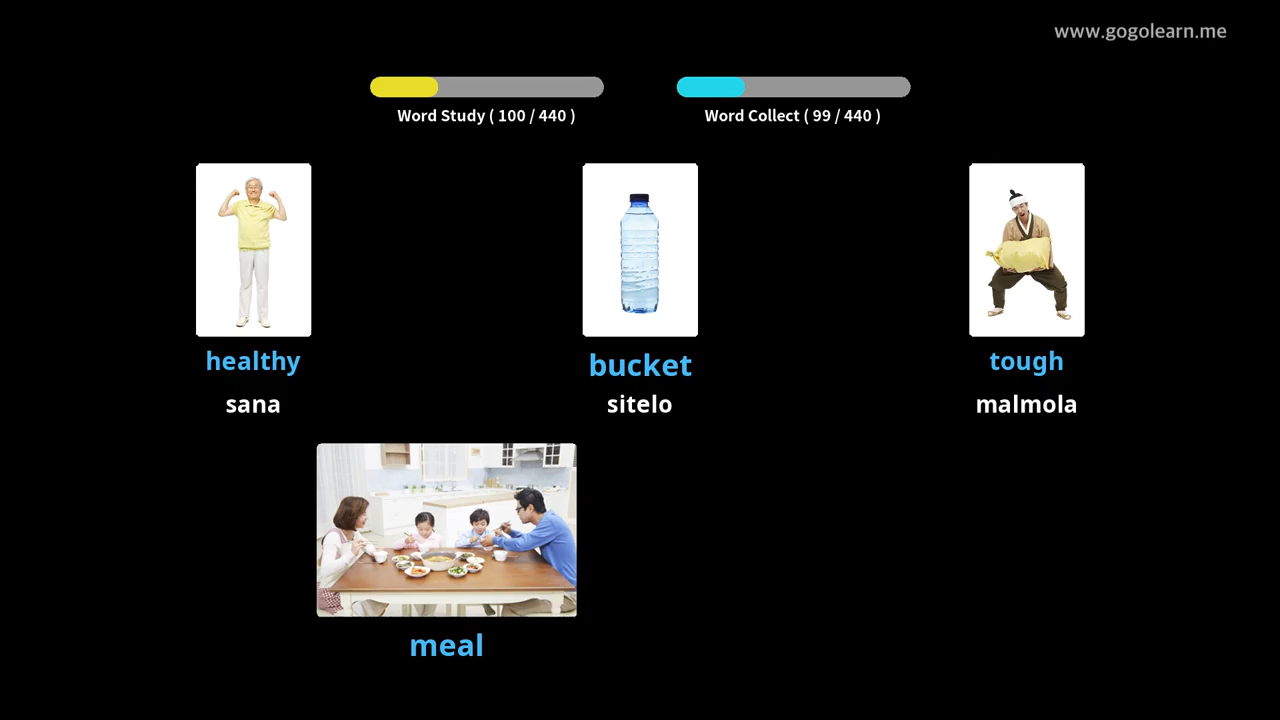 www.gogolearn.me
Word Study ( 100 / 440 )
Word Collect ( 99 / 440 )
healthy
bucket
tough
sana
sitelo
malmola
meal